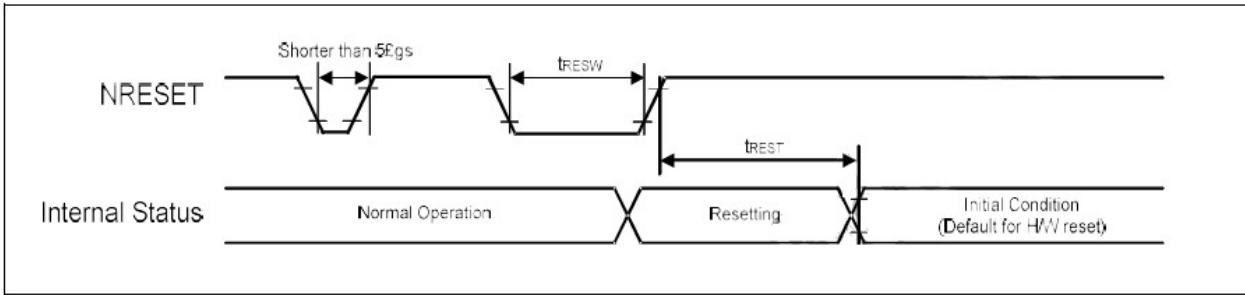 Shorter than 5£gs
tRESW
NRESET
tREST
Internal Status
Normal Operation
Resetting
Initial Condition
(Default for H/W reset)